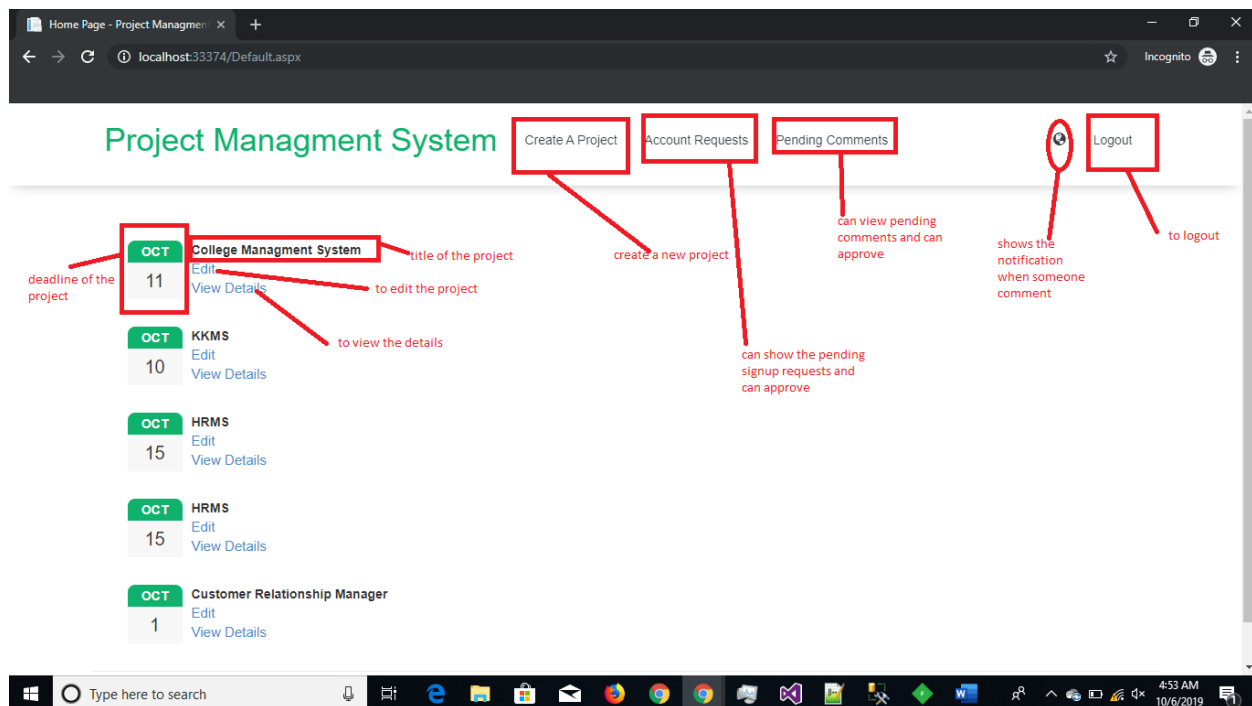 Home Page - Project Managmen
localhost:33374/Default.aspx
Incognito
Project Managment System
Create A Project
Account Requests
Pending Comments
Logout
can view pending
comments and can
approve
to logout
shows the
notification
when someone
comment
create a new project
OCT
11
College Managment System
Edit
View Details
title of the project
deadline of the
project
to edit the project
to view the details
can show the pending
signup requests and
can approve
OCT
10
KKMS
Edit
View Details
OCT
15
HRMS
Edit
View Details
OCT
15
HRMS
Edit
View Details
OCT
1
Customer Relationship Manager
Edit
View Details
Type here to search
4:53 AM
10/6/2019